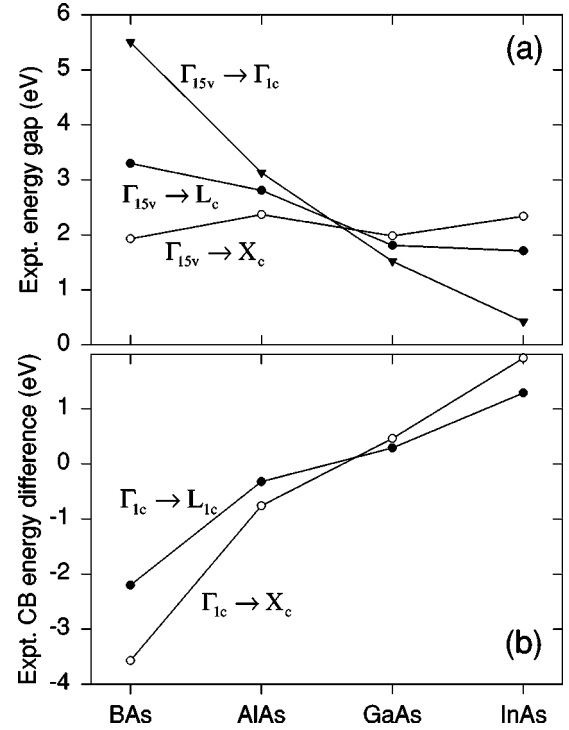 (a)
Expt. energy gap (eV)
6
5
4
3
2
1
0
Γ15v → Γ1c
Γ15v → Lc
Γ15v → Xc
(b)
Expt. CB energy difference (eV)
1
0
-1
-2
-3
-4
Γ1c → L1c
Γ1c → Xc
BAs AlAs GaAs InAs